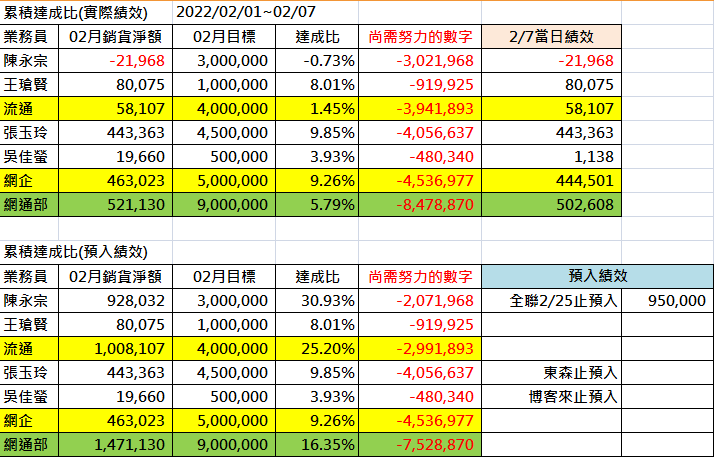 累積達成比(實際績效) 2022/02/01~02/07
業務員 02月銷貨淨額 02月目標 達成比 尚需努力的數字 2/7當日績效
陳永宗 -21,968 3,000,000 -0.73% -3,021,968 -21,968
王瑲賢 80,075 1,000,000 8.01% -919,925 80,075
流通 58,107 4,000,000 1.45% -3,941,893 58,107
張玉玲 443,363 4,500,000 9.85% -4,056,637 443,363
吳佳螢 19,660 500,000 3.93% -480,340 1,138
網企 463,023 5,000,000 9.26% -4,536,977 444,501
網通部 521,130 9,000,000 5.79% -8,478,870 502,608
累積達成比(預入績效)
業務員 02月銷貨淨額 02月目標 達成比 尚需努力的數字 預入績效
陳永宗 928,032 3,000,000 30.93% -2,071,968 全聯2/25止預入 950,000
王瑲賢 80,075 1,000,000 8.01% -919,925
流通 1,008,107 4,000,000 25.20% -2,991,893
張玉玲 443,363 4,500,000 9.85% -4,056,637 東森止預入
吳佳螢 19,660 500,000 3.93% -480,340 博客來止預入
網企 463,023 5,000,000 9.26% -4,536,977
網通部 1,471,130 9,000,000 16.35% -7,528,870